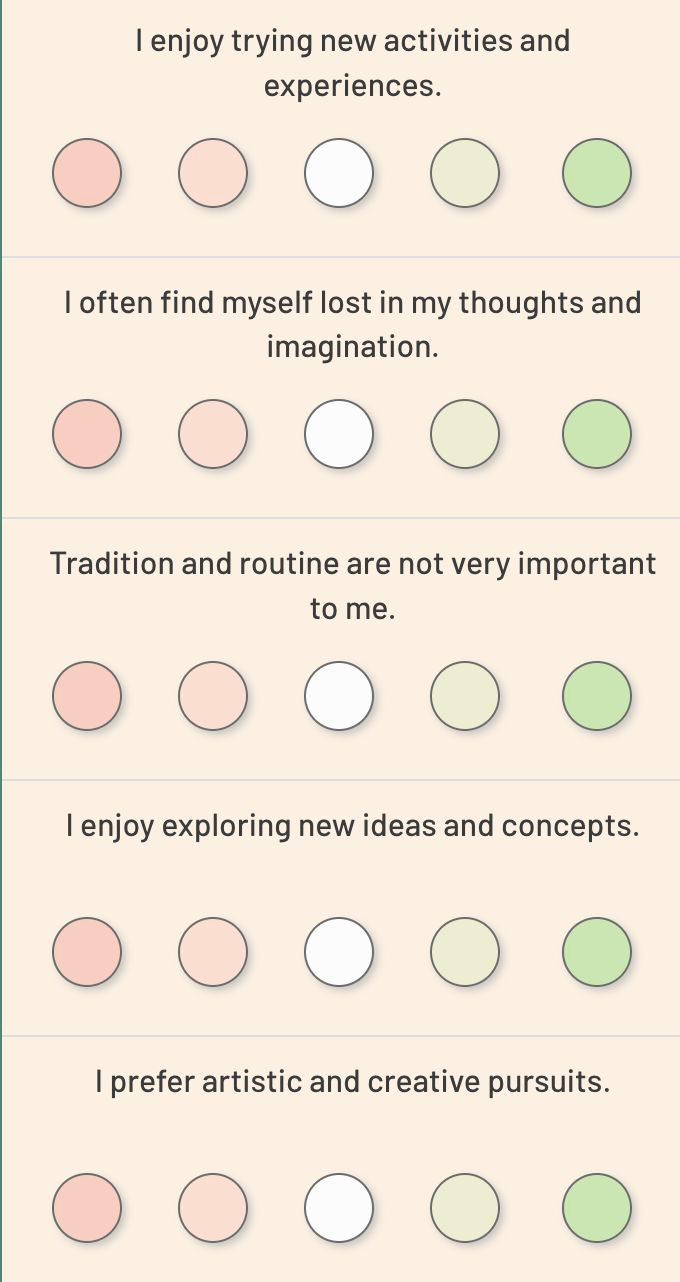 I enjoy trying new activities and
experiences.
I often find myself lost in my thoughts and
imagination.
Tradition and routine are not very important
to me.
I enjoy exploring new ideas and concepts.
I prefer artistic and creative pursuits.